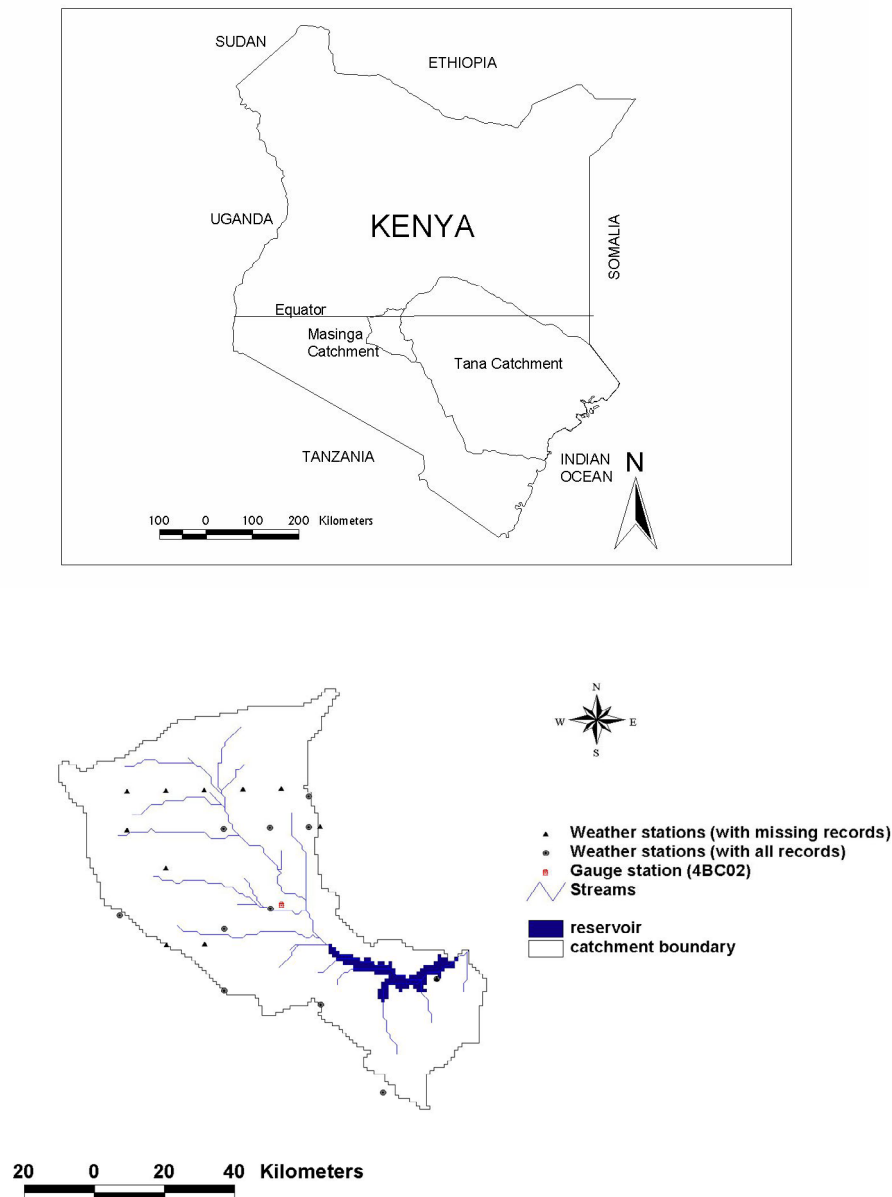 SUDAN
ETHIOPIA
UGANDA
KENYA
SOMALIA
Equator
Masinga
Catchment
Tana Catchment
TANZANIA
INDIAN
OCEAN
N
100 0 100 200 Kilometers
N
W E
S
Weather stations (with missing records)
Weather stations (with all records)
Gauge station (4BC02)
Streams
reservoir
catchment boundary
20 0 20 40 Kilometers